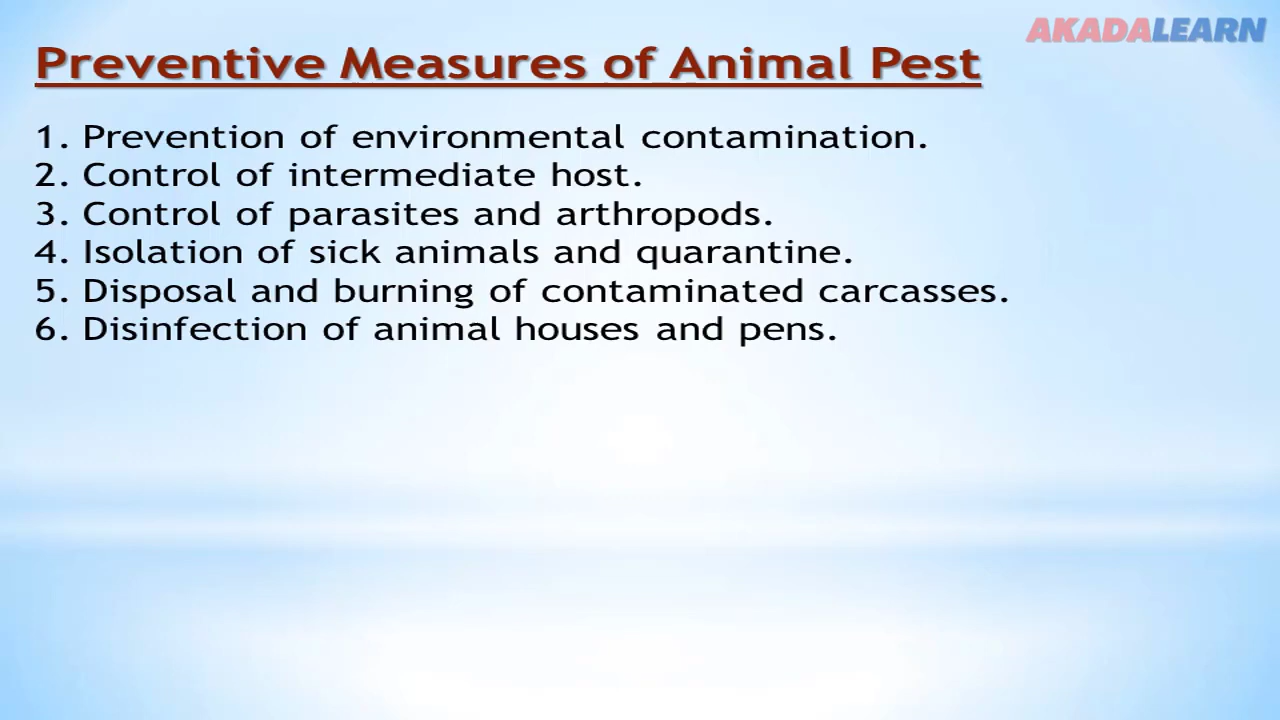 AKADALEARN
Preventive Measures of Animal Pest
1. Prevention of environmental contamination.
2. Control of intermediate host.
3. Control of parasites and arthropods.
4. Isolation of sick animals and quarantine.
5. Disposal and burning of contaminated carcasses.
6. Disinfection of animal houses and pens.